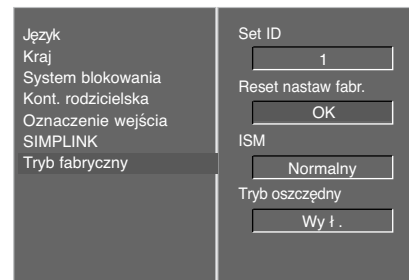 Język
Kraj
System blokowania
Kont. rodzicielska
Oznaczenie wejścia
SIMPLINK
Tryb fabryczny
Set ID
1
Reset nastaw fabr.
OK
ISM
Normalny
Tryb oszczędny
Wy ł .